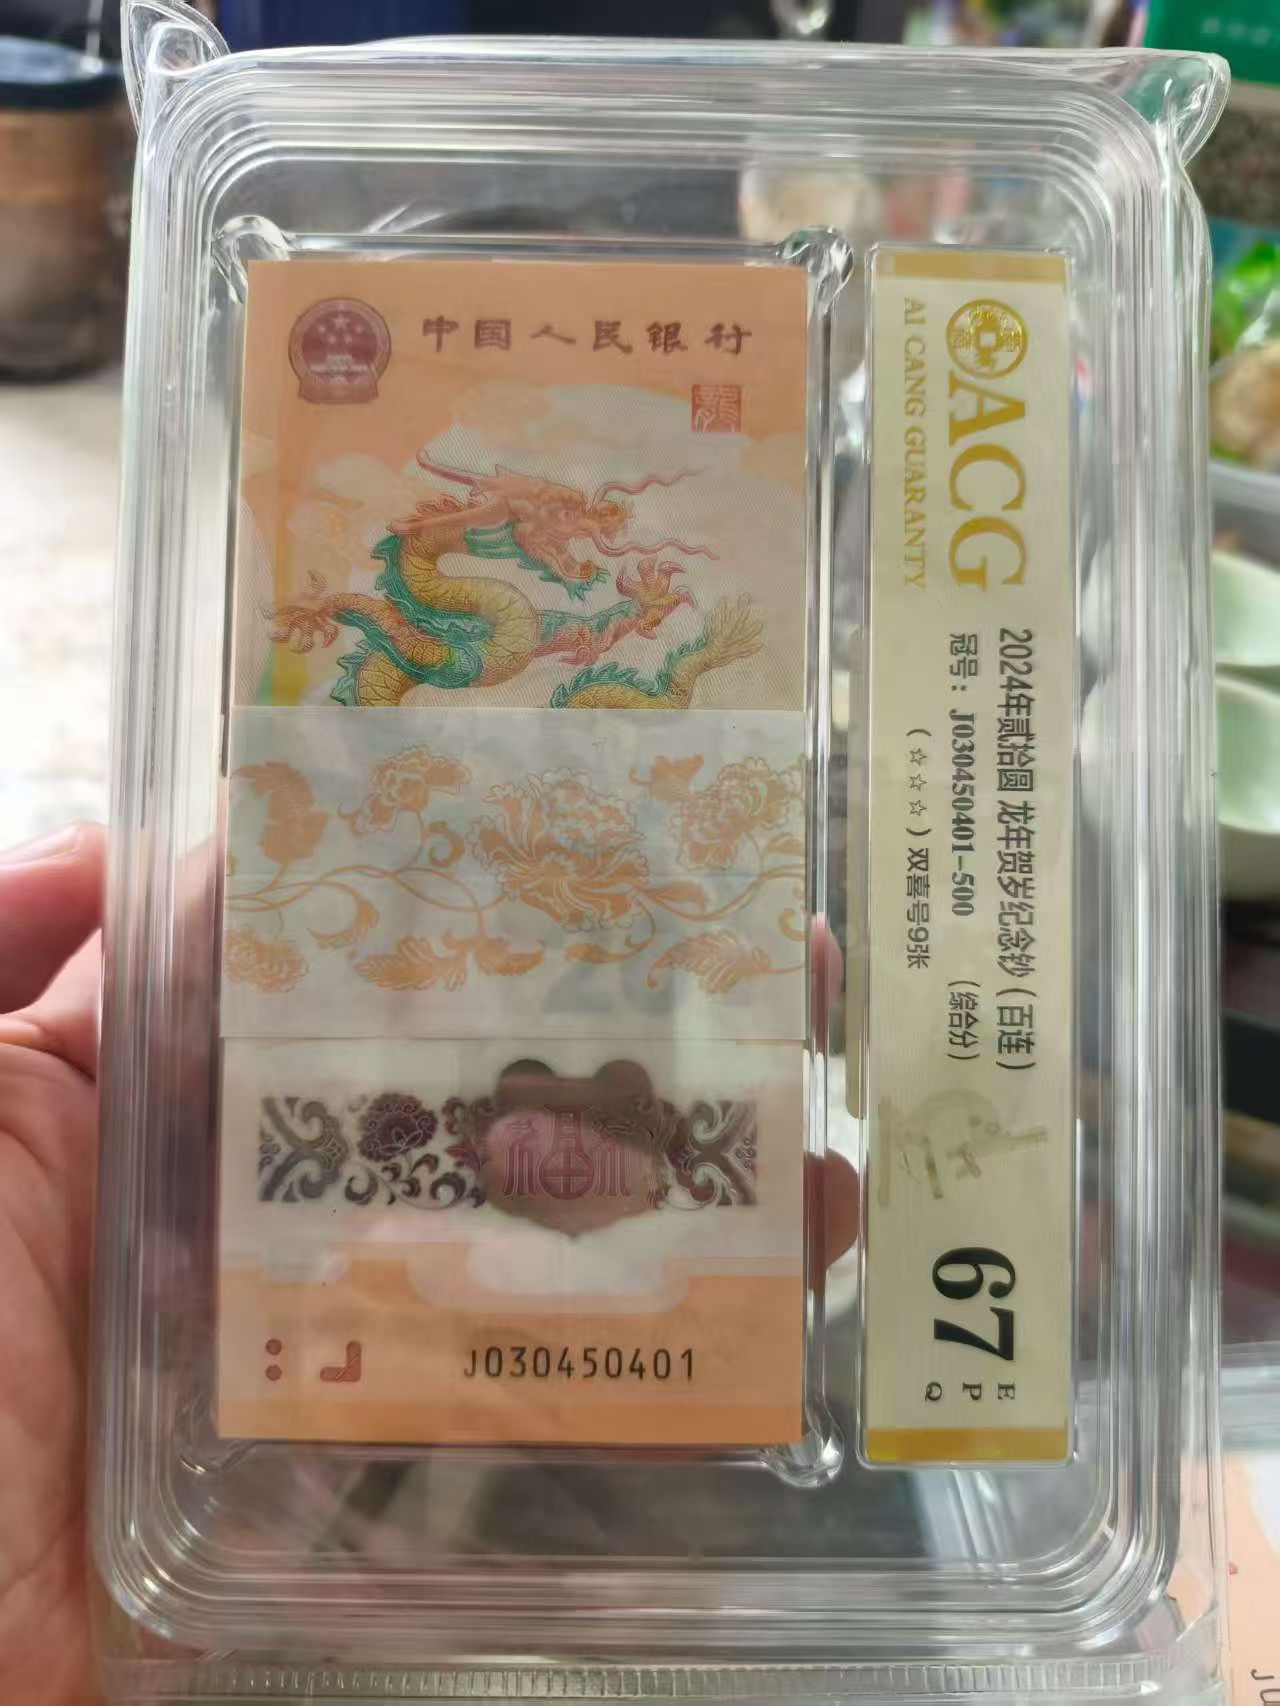 中国人民银行
龍
福
J030450401
ACG
AI CANG GUARANTY
2024年贰拾圆 龙年贺岁纪念钞（百连）
冠号：J030450401-500 （综合分）
（☆☆☆）双喜号9张
67
E
P
Q